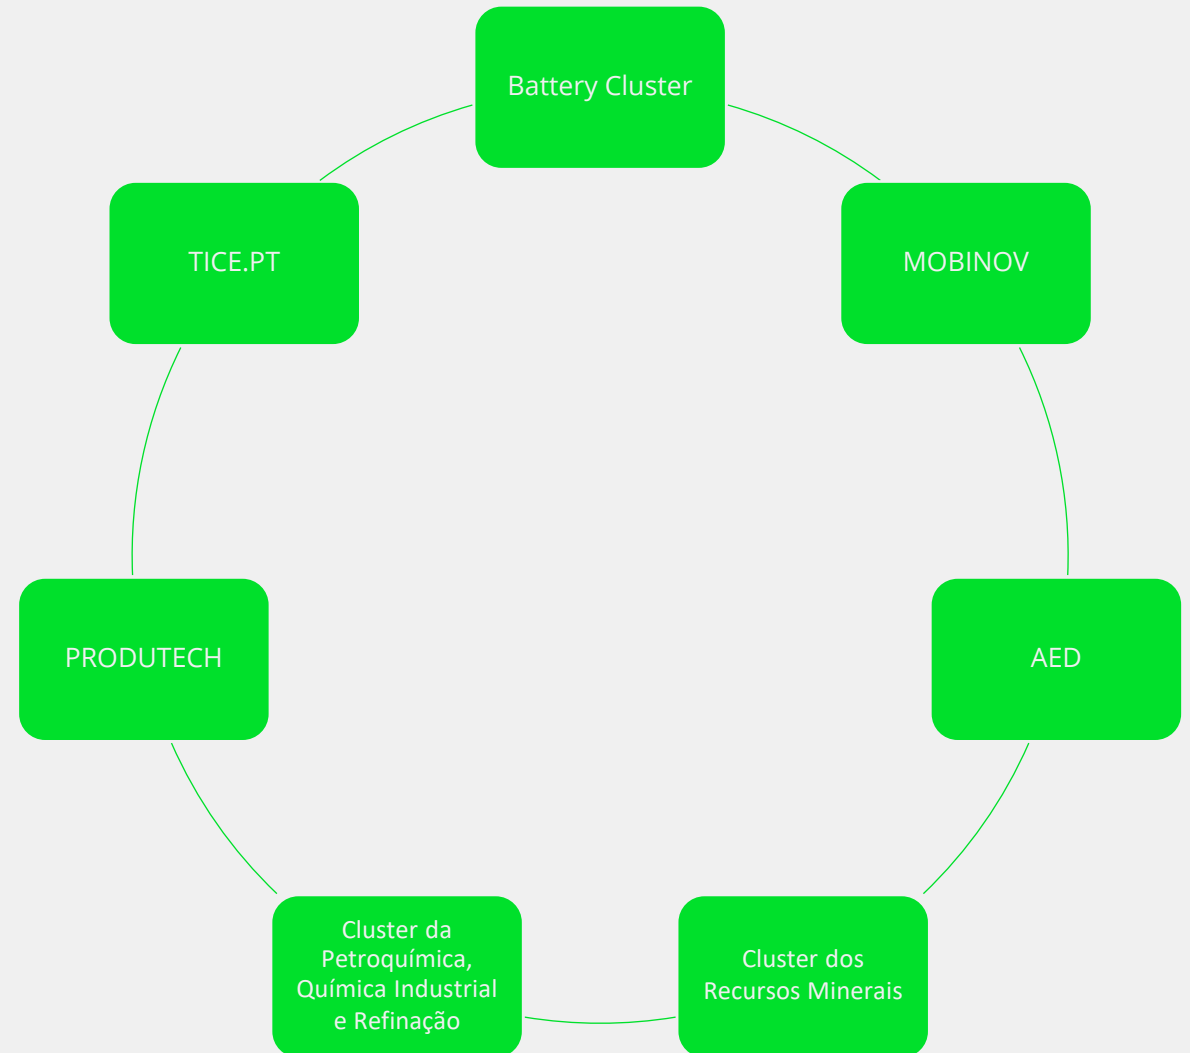 Battery Cluster
TICE.PT
MOBINOV
PRODUTECH
AED
Cluster da
Petroquímica,
Química Industrial
e Refinação
Cluster dos
Recursos Minerais